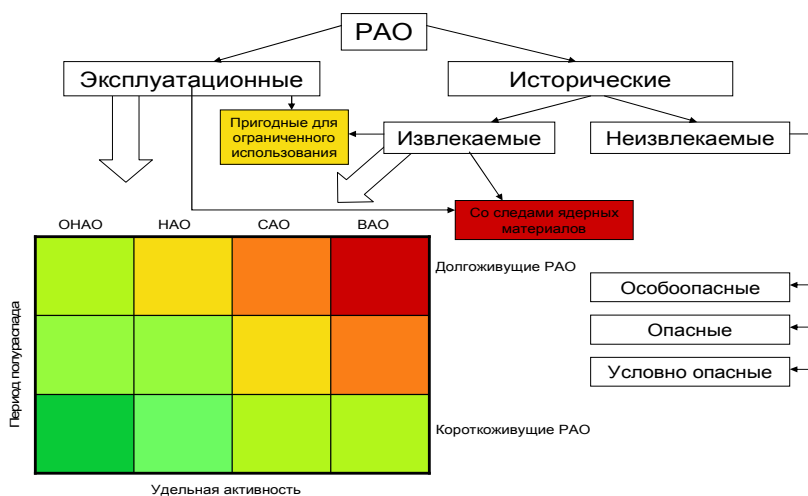 РАО
Эксплуатационные
Исторические
Пригодные для
ограниченного
использования
Извлекаемые
Неизвлекаемые
Со следами ядерных
материалов
ОНАО
НАО
САО
ВАО
Долгоживущие РАО
Особоопасные
Опасные
Условно опасные
Период полураспада
Короткоживущие РАО
Удельная активность